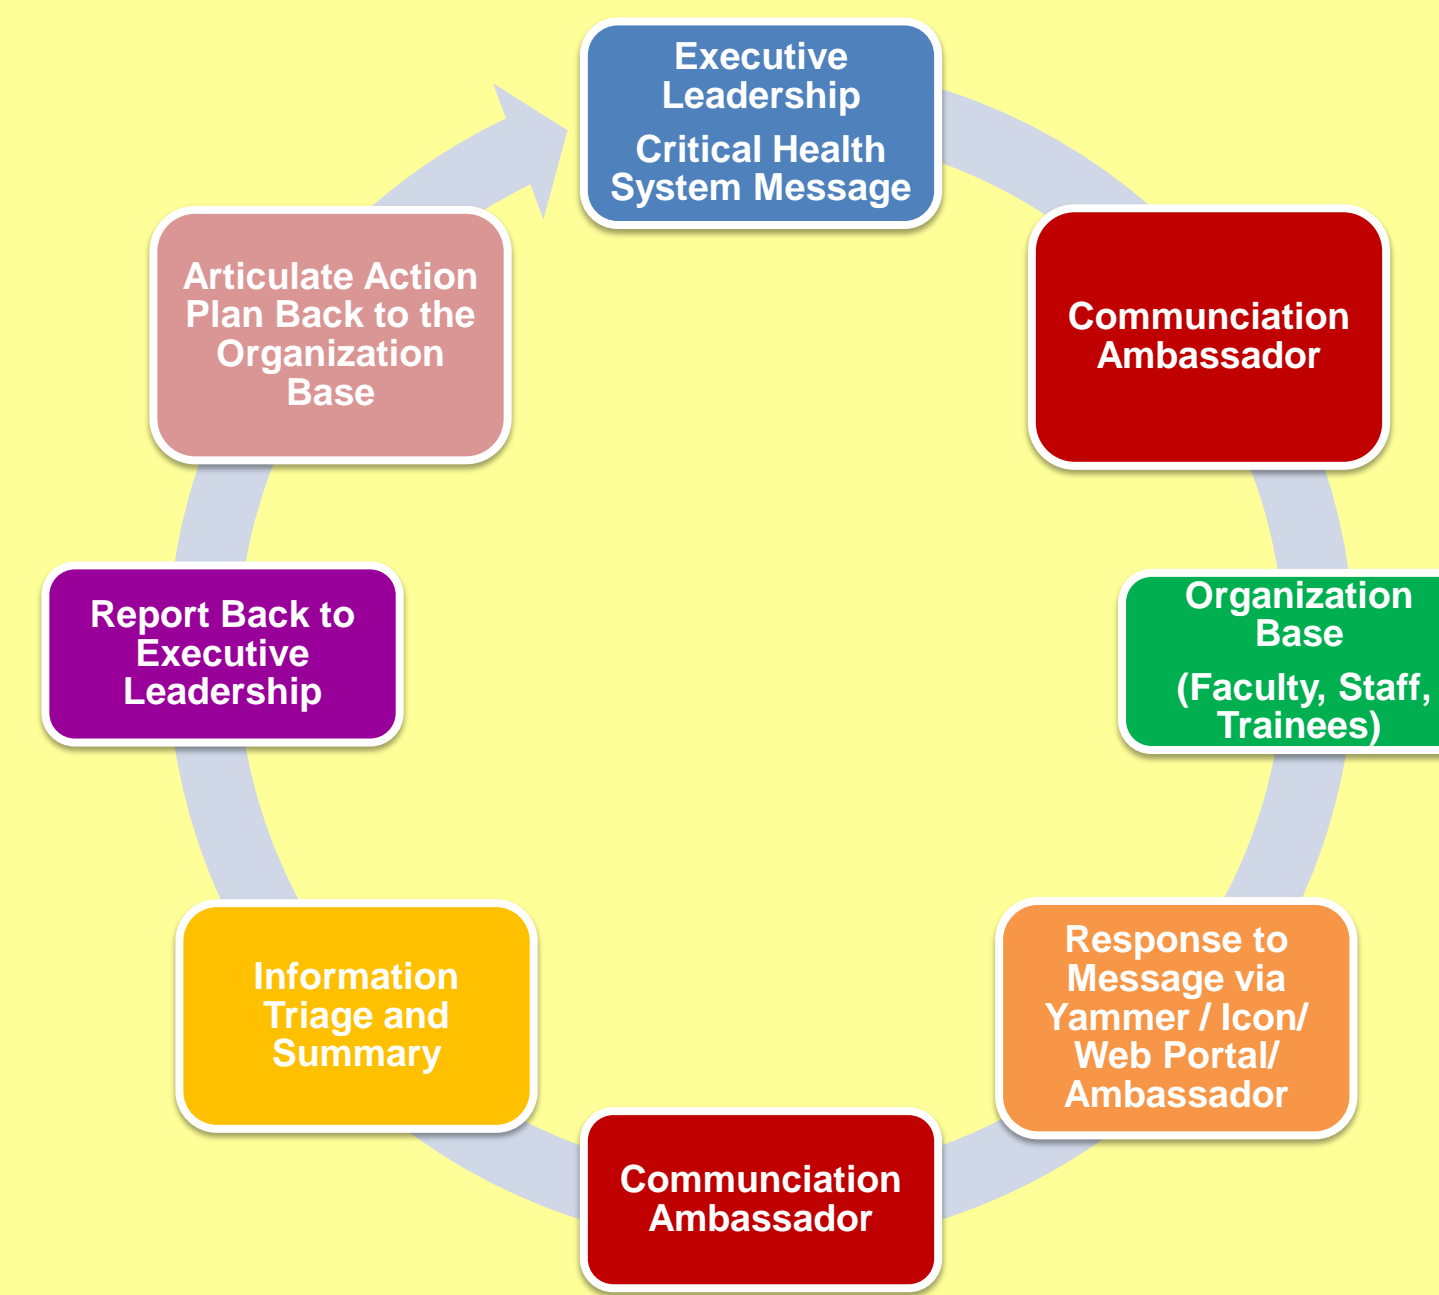 Executive
Leadership
Critical Health
System Message
Communciation
Ambassador
Organization
Base
(Faculty, Staff,
Trainees)
Response to
Message via
Yammer / Icon/
Web Portal/
Ambassador
Communciation
Ambassador
Information
Triage and
Summary
Report Back to
Executive
Leadership
Articulate Action
Plan Back to the
Organization
Base